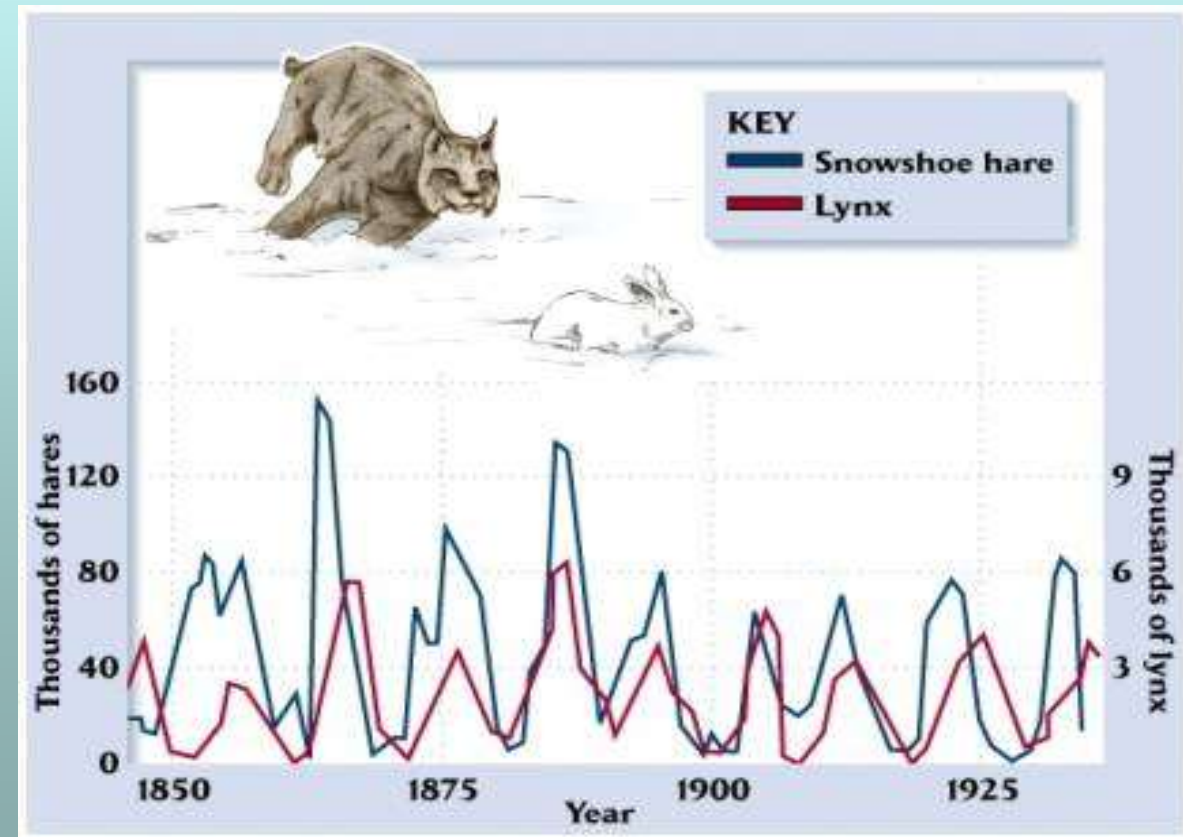 KEY
Snowshoe hare
Lynx
Thousands of hares
160
120
80
40
0
9
6
3
Thousands of lynx
1850
1875
1900
1925
Year